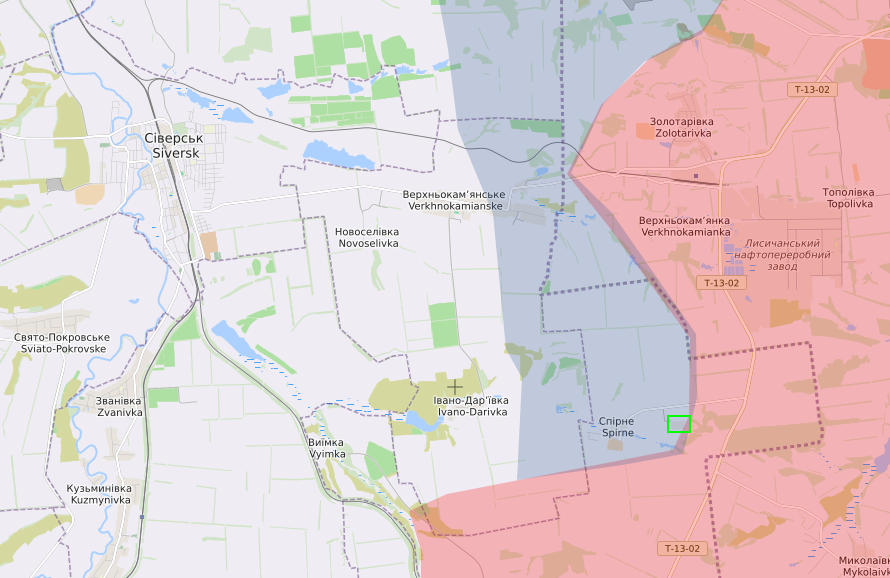 Т-13-02
Золотарівка
Zolotarivka
Сіверськ
Siversk
Верхньокам’янське
Verkhnokamianske
Тополівка
Topolivka
Новоселівка
Novoselivka
Верхньокам’янка
Verkhnokamianka
Лисичанський
нафтопереробний
завод
Т-13-02
Свято-Покровське
Sviato-Pokrovske
Званівка
Zvanivka
Івано-Дар’ївка
Ivano-Darivka
Спірне
Spirne
Виїмка
Vyimka
Кузьминівка
Kuzmynivka
Т-13-02
Миколаївк
Mykolaivk